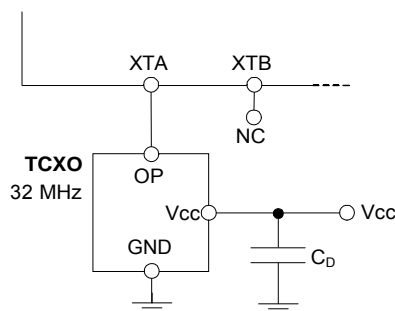 XTA
XTB
NC
TCXO
32 MHz
OP
Vcc
Vcc
GND
CD